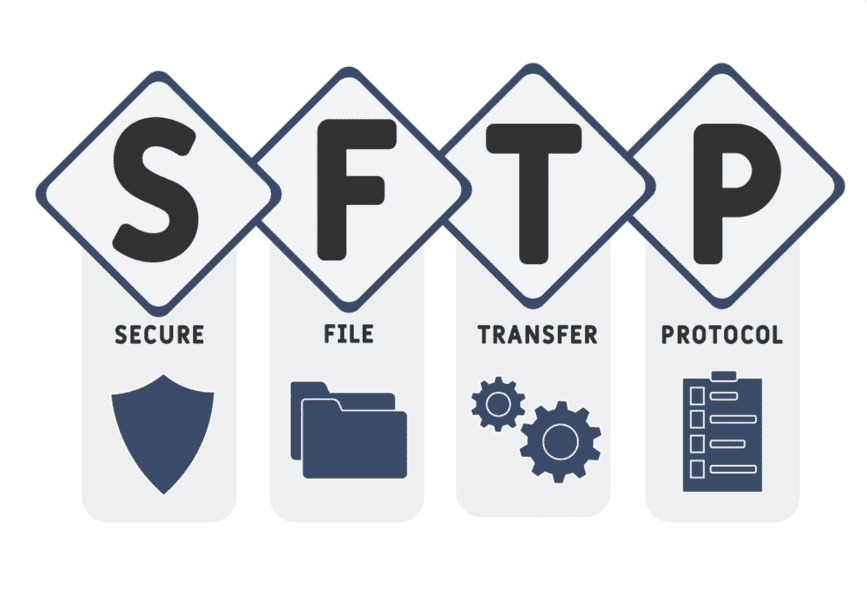 S F T P
SECURE FILE TRANSFER PROTOCOL